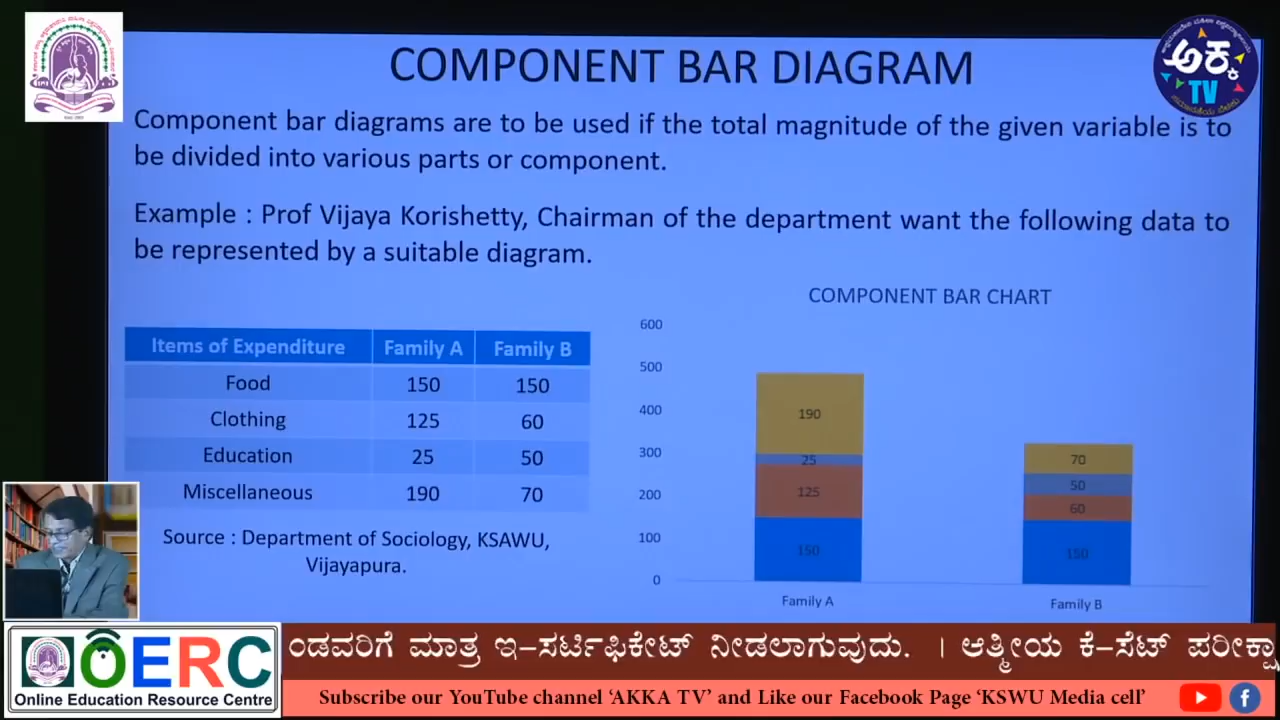 COMPONENT BAR DIAGRAM
ಅಕ್ಕ
TV
Component bar diagrams are to be used if the total magnitude of the given variable is to
be divided into various parts or component.
Example : Prof Vijaya Korishetty, Chairman of the department want the following data to
be represented by a suitable diagram.
Items of Expenditure Family A Family B
Food 150 150
Clothing 125 60
Education 25 50
Miscellaneous 190 70
Source : Department of Sociology, KSAWU,
Vijayapura.
COMPONENT BAR CHART
600
500
400
300
200
100
0
190
25
125
150
70
50
60
150
Family A
Family B
OERC
Online Education Resource Centre
ಂಡವರಿಗೆ ಮಾತ್ರ ಇ-ಸರ್ಟಿಫಿಕೇಟ್ ನೀಡಲಾಗುವುದು. । ಆತ್ಮೀಯ ಕೆ-ಸೆಟ್ ಪರೀಕ್ಷಾ
Subscribe our YouTube channel ‘AKKA TV’ and Like our Facebook Page ‘KSWU Media cell’